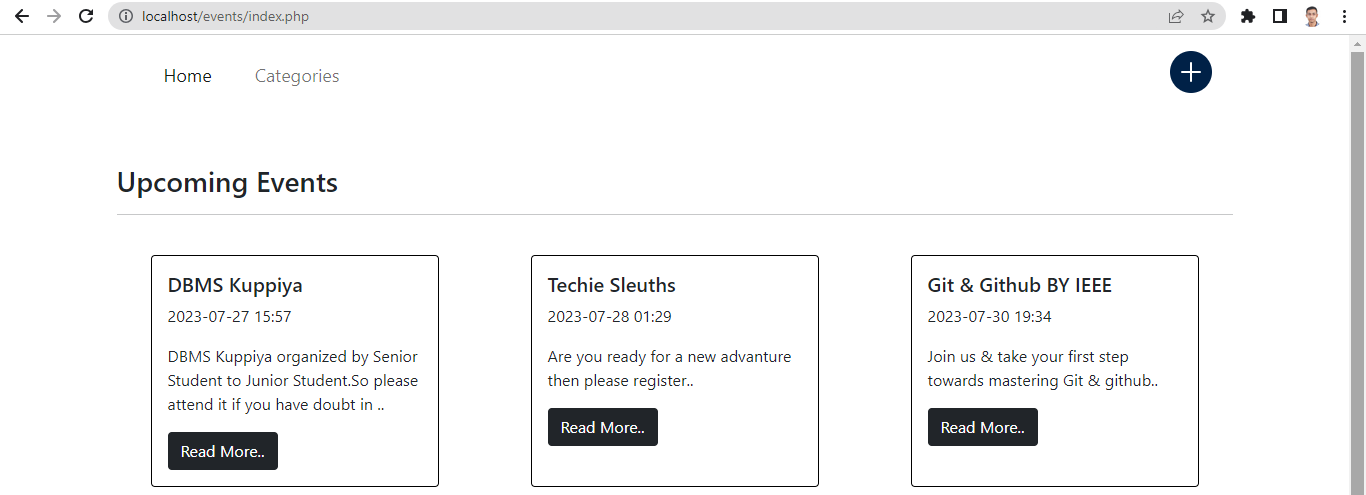 localhost/events/index.php
Home Categories
Upcoming Events
DBMS Kuppiya
2023-07-27 15:57
DBMS Kuppiya organized by Senior
Student to Junior Student.So please
attend it if you have doubt in ..
Read More..
Techie Sleuths
2023-07-28 01:29
Are you ready for a new advanture
then please register..
Read More..
Git & Github BY IEEE
2023-07-30 19:34
Join us & take your first step
towards mastering Git & github..
Read More..